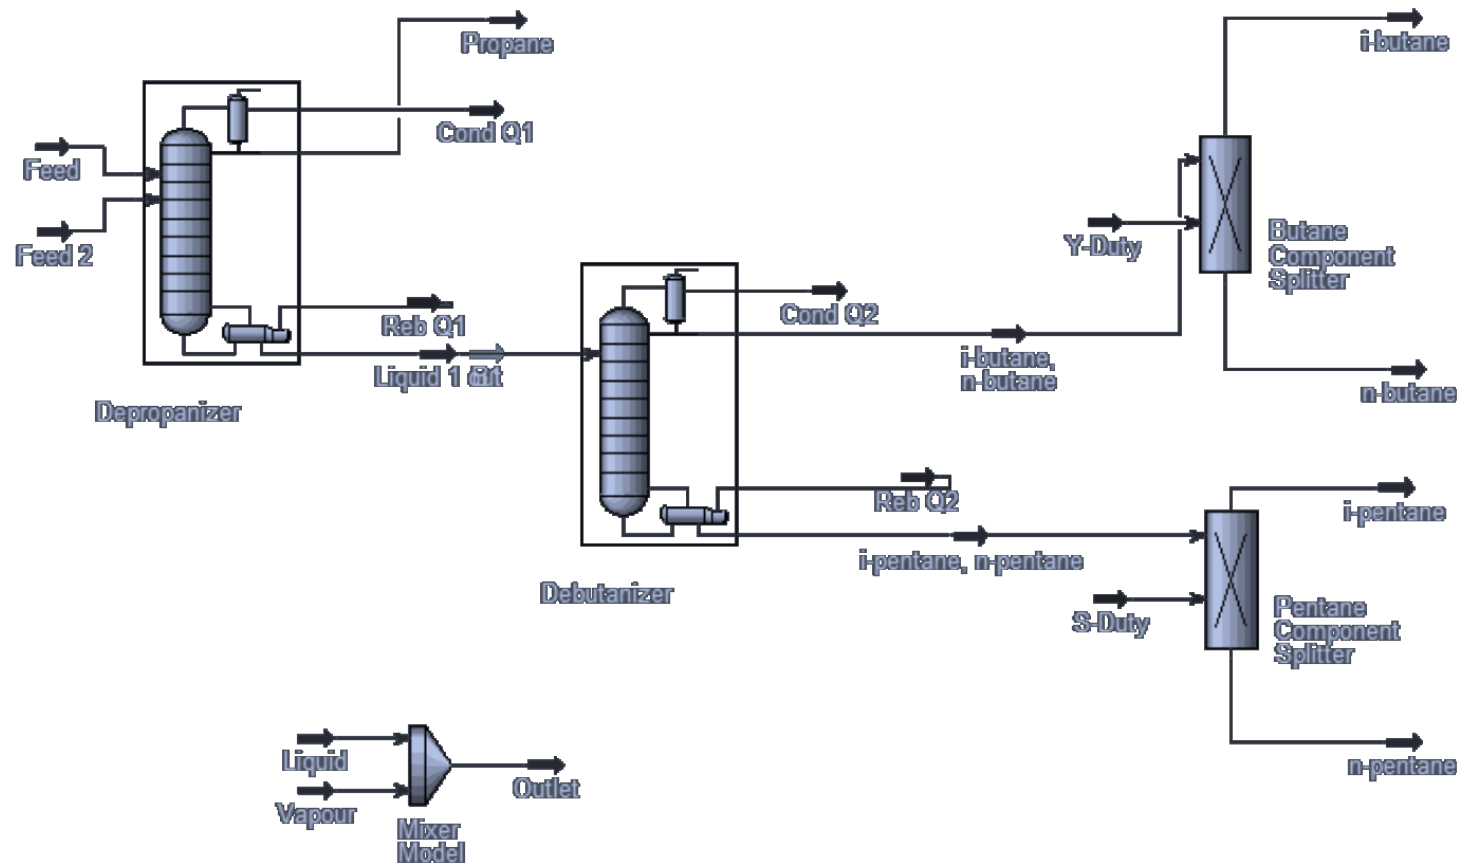 Propane
i-butane
Cond Q1
Feed
Feed 2
Y-Duty
Butane
Component
Splitter
Reb Q1
Cond Q2
Liquid 1
i-butane,
n-butane
n-butane
Depropanizer
Reb Q2
i-pentane
i-pentane, n-pentane
Debutanizer
S-Duty
Pentane
Component
Splitter
Liquid
Vapour
Outlet
n-pentane
Mixer
Model